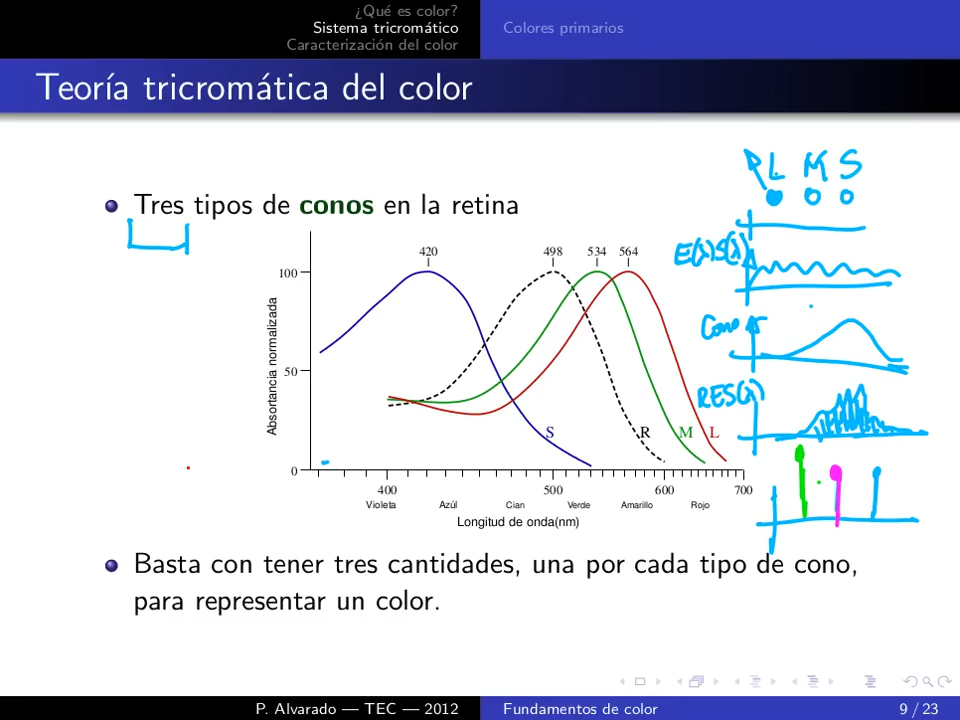 ¿Qué es color?
Sistema tricromático
Caracterización del color
Colores primarios
Teoría tricromática del color
L M S
Tres tipos de conos en la retina
E(λ)S(λ)
420 498 534 564
100
Cono
50
RES(λ)
Absortancia normalizada
S R M L
0
400 500 600 700
Violeta Azúl Cian Verde Amarillo Rojo
Longitud de onda(nm)
Basta con tener tres cantidades, una por cada tipo de cono,
para representar un color.
P. Alvarado — TEC — 2012
Fundamentos de color
9 / 23